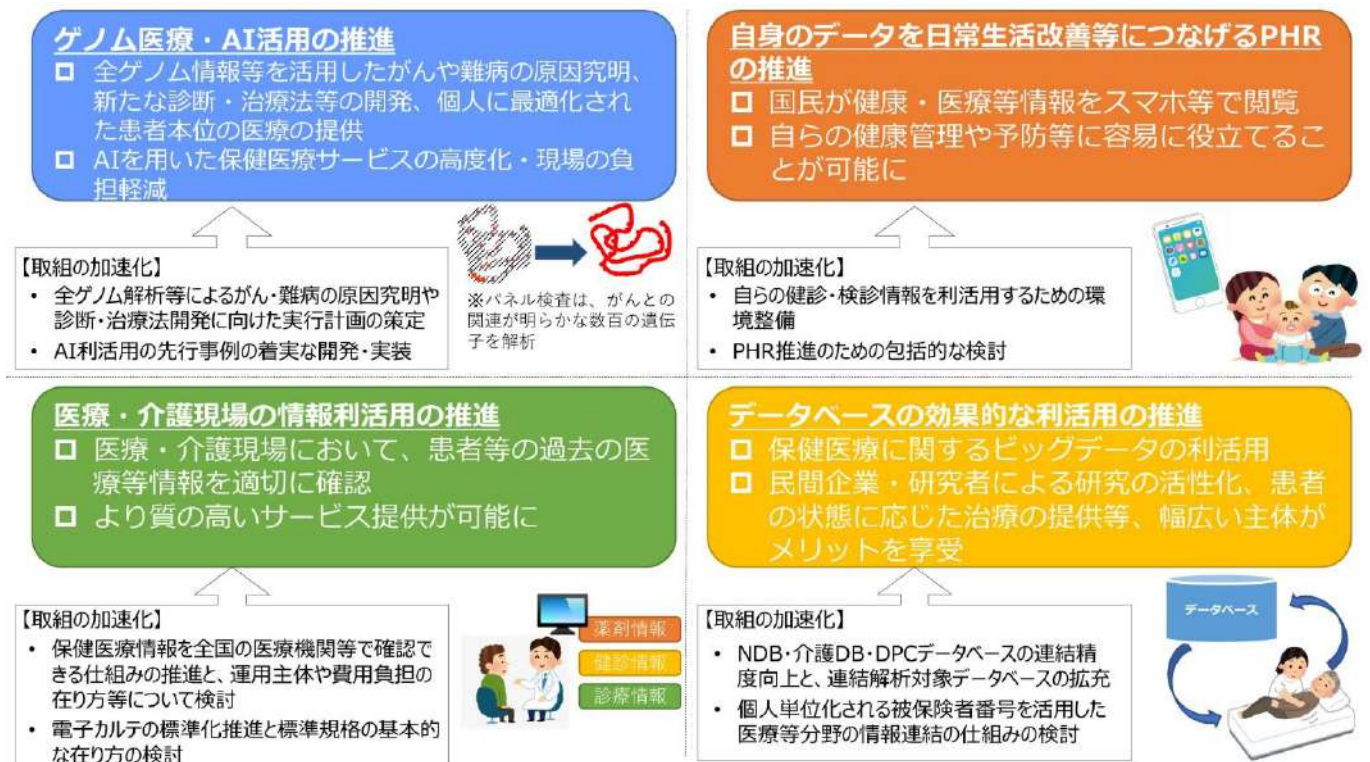 ゲノム医療・AI活用の推進
全ゲノム情報等を活用したがんや難病の原因究明、
新たな診断・治療法等の開発、個人に最適化され
た患者本位の医療の提供
AIを用いた保健医療サービスの高度化・現場の負
担軽減
【取組の加速化】
・ 全ゲノム解析等によるがん・難病の原因究明や
診断・治療法開発に向けた実行計画の策定
・ AI利活用の先行事例の着実な開発・実装
※パネル検査は、がんとの
関連が明らかな数百の遺伝
子を解析
自身のデータを日常生活改善等につなげるPHR
の推進
国民が健康・医療等情報をスマホ等で閲覧
自らの健康管理や予防等に容易に役立てるこ
とが可能に
【取組の加速化】
・ 自らの健診・検診情報を利活用するための環
境整備
・ PHR推進のための包括的な検討
医療・介護現場の情報利活用の推進
医療・介護現場において、患者等の過去の医
療等情報を適切に確認
より質の高いサービス提供が可能に
【取組の加速化】
・ 保健医療情報を全国の医療機関等で確認で
きる仕組みの推進と、運用主体や費用負担の
在り方等について検討
・ 電子カルテの標準化推進と標準規格の基本的
な在り方の検討
薬剤情報
健診情報
診療情報
データベースの効果的な利活用の推進
保健医療に関するビッグデータの利活用
民間企業・研究者による研究の活性化、患者
の状態に応じた治療の提供等、幅広い主体が
メリットを享受
【取組の加速化】
・ NDB・介護DB・DPCデータベースの連結精
度向上と、連結解析対象データベースの拡充
・ 個人単位化される被保険者番号を活用した
医療等分野の情報連結の仕組みの検討
データベース